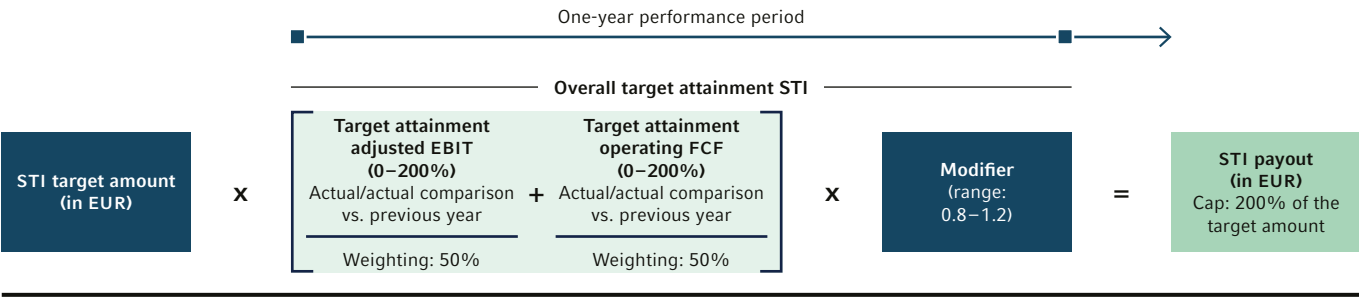 One-year performance period
Overall target attainment STI
STI target amount
(in EUR)
x
Target attainment
adjusted EBIT
(0–200%)
Actual/actual comparison
vs. previous year
Weighting: 50%
+
Target attainment
operating FCF
(0–200%)
Actual/actual comparison
vs. previous year
Weighting: 50%
x
Modifier
(range:
0.8–1.2)
=
STI payout
(in EUR)
Cap: 200% of the
target amount